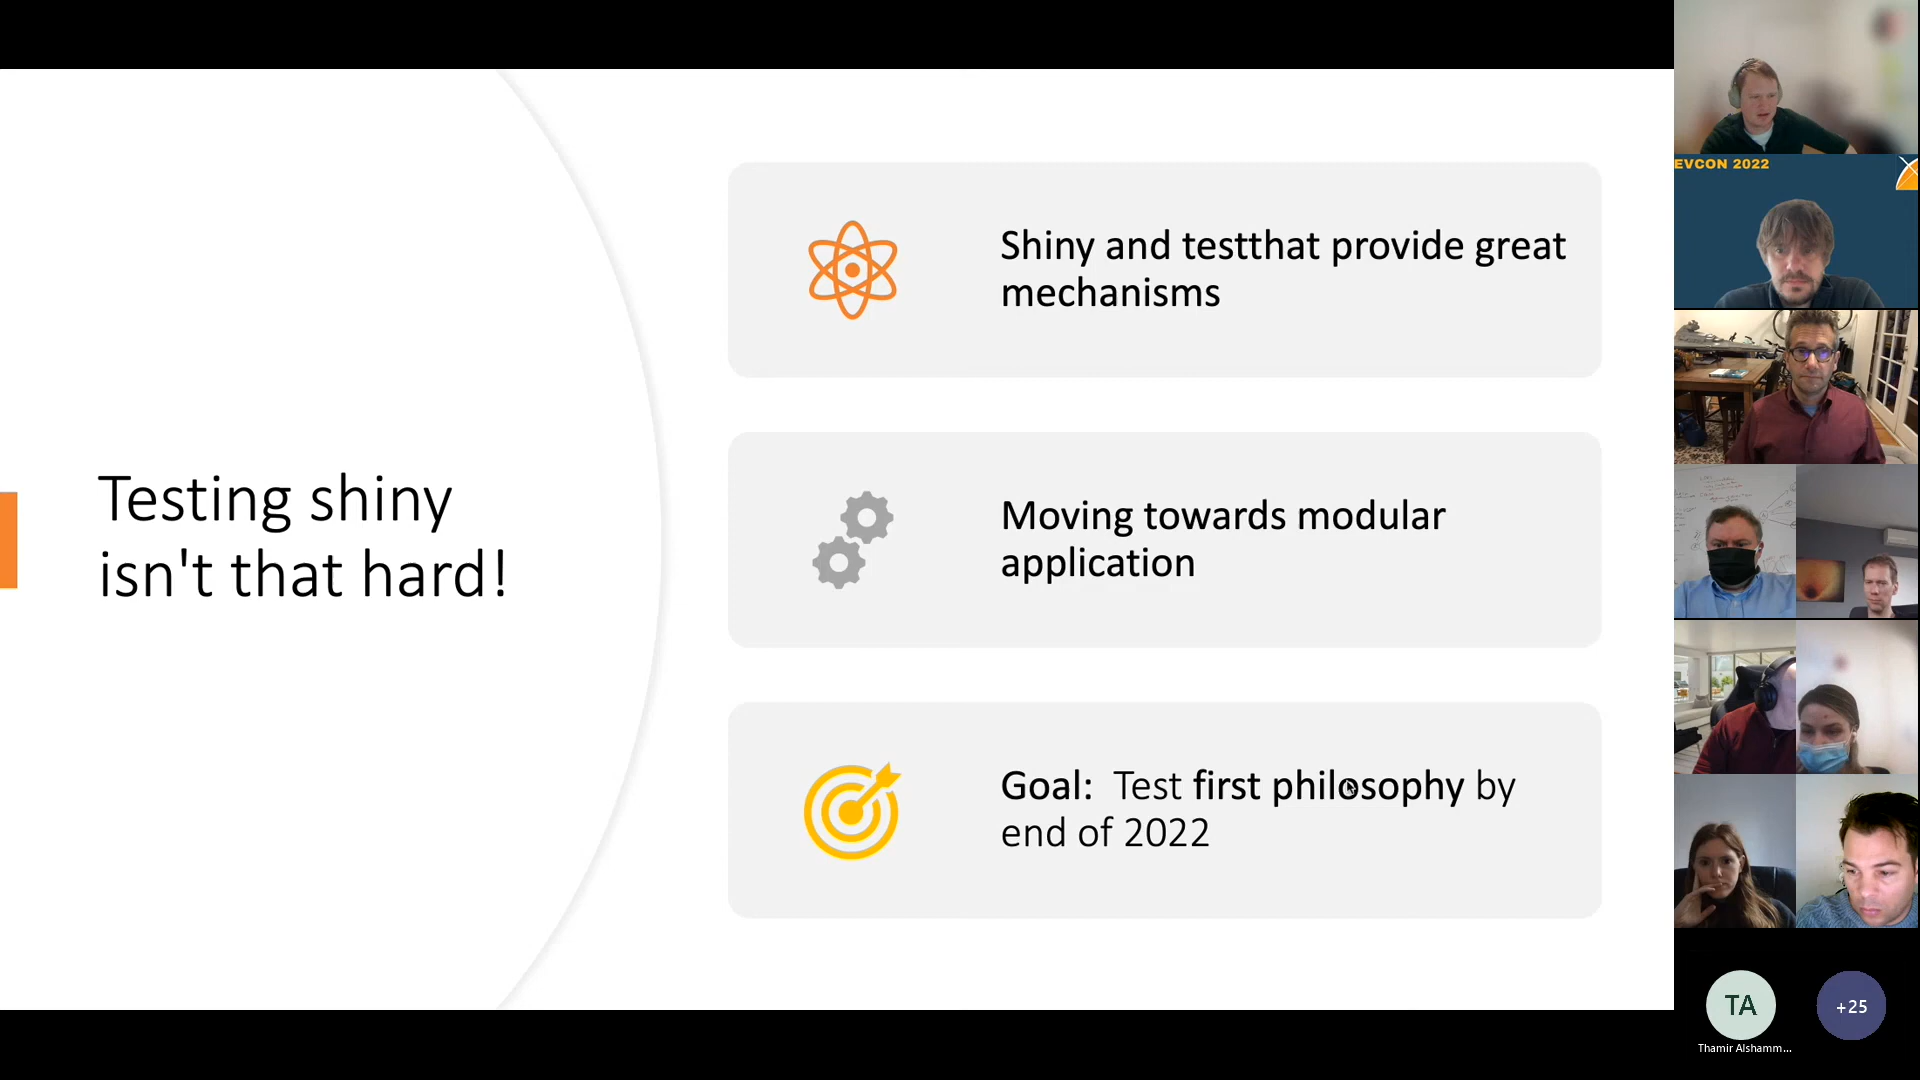 Testing shiny
isn't that hard!
Shiny and testthat provide great
mechanisms
Moving towards modular
application
Goal:  Test first philosophy by
end of 2022
EVCON 2022
TA
+25
Thamir Alshamm...